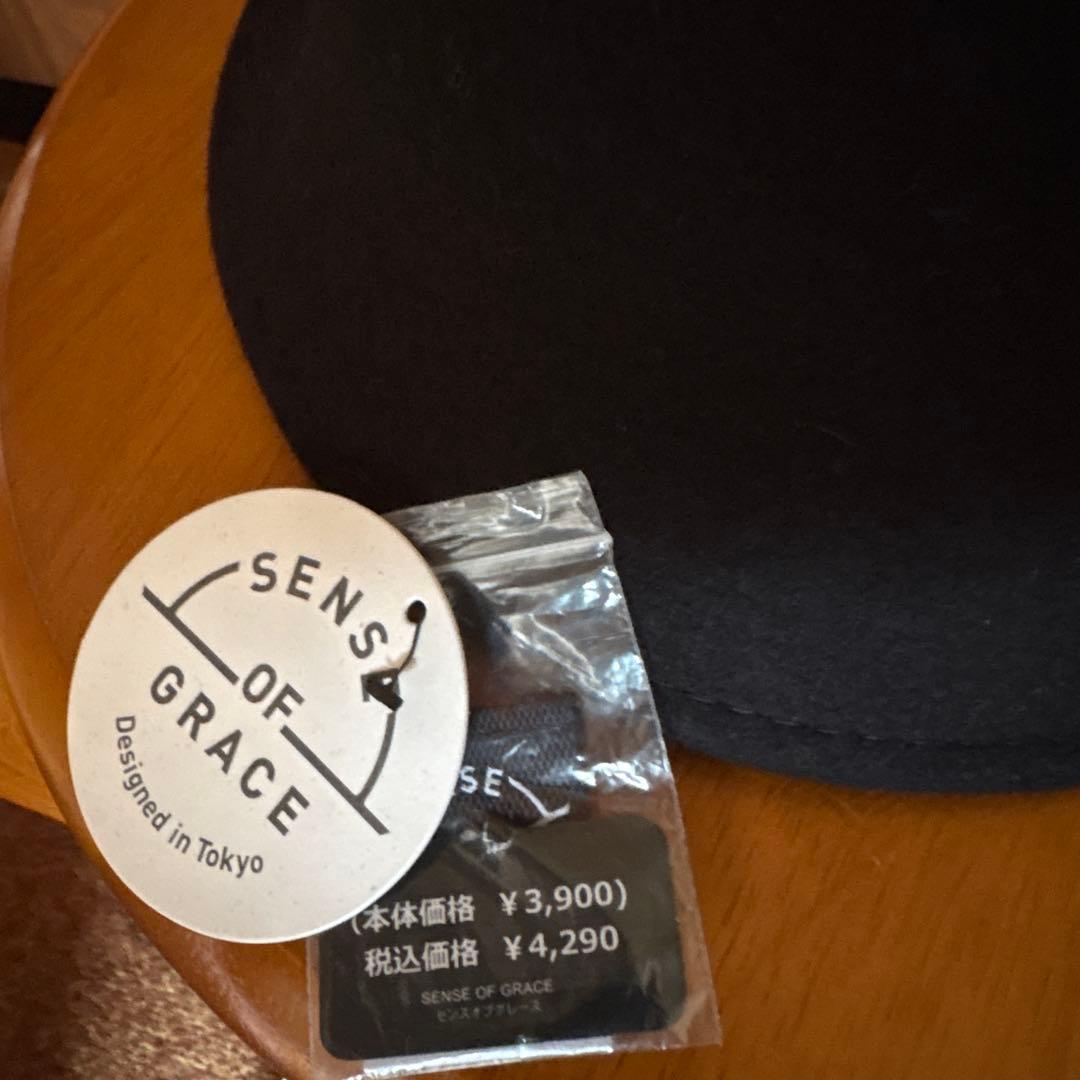 SENSE
OF
GRACE
Designed in Tokyo
SE
(本体価格 ¥3,900)
税込価格 ¥4,290
SENSE OF GRACE
センスオブグレース